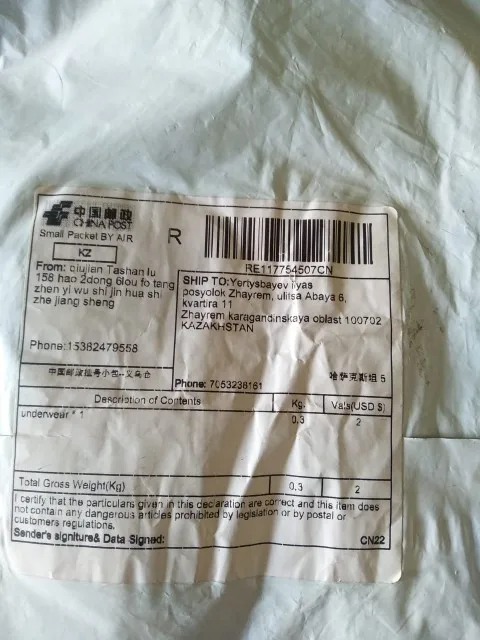 中国邮政
CHINA POST
Small Packet BY AIR
R
KZ
RE117754507CN
From: qiujian Tashan lu
158 hao 2dong 6lou fo tang
zhen yi wu shi jin hua shi
zhe jiang sheng
Phone:15382479558
中国邮政挂号小包--义乌仓
SHIP TO:Yertysbayev ilyas
posyolok Zhayrem, ulitsa Abaya 6,
kvartira 11
Zhayrem karagandinskaya oblast 100702
KAZAKHSTAN
Phone: 7053238161
哈萨克斯坦 5
Description of Contents Kg. Vals(USD $)
underwear * 1 0.3 2
Total Gross Weight(Kg) 0.3 2
I certify that the particulars given in this declaration are correct and this item does
not contain any dangerous articles prohibited by legislation or by postal or
customers regulations.
Sender's signiture& Data Signed: CN22